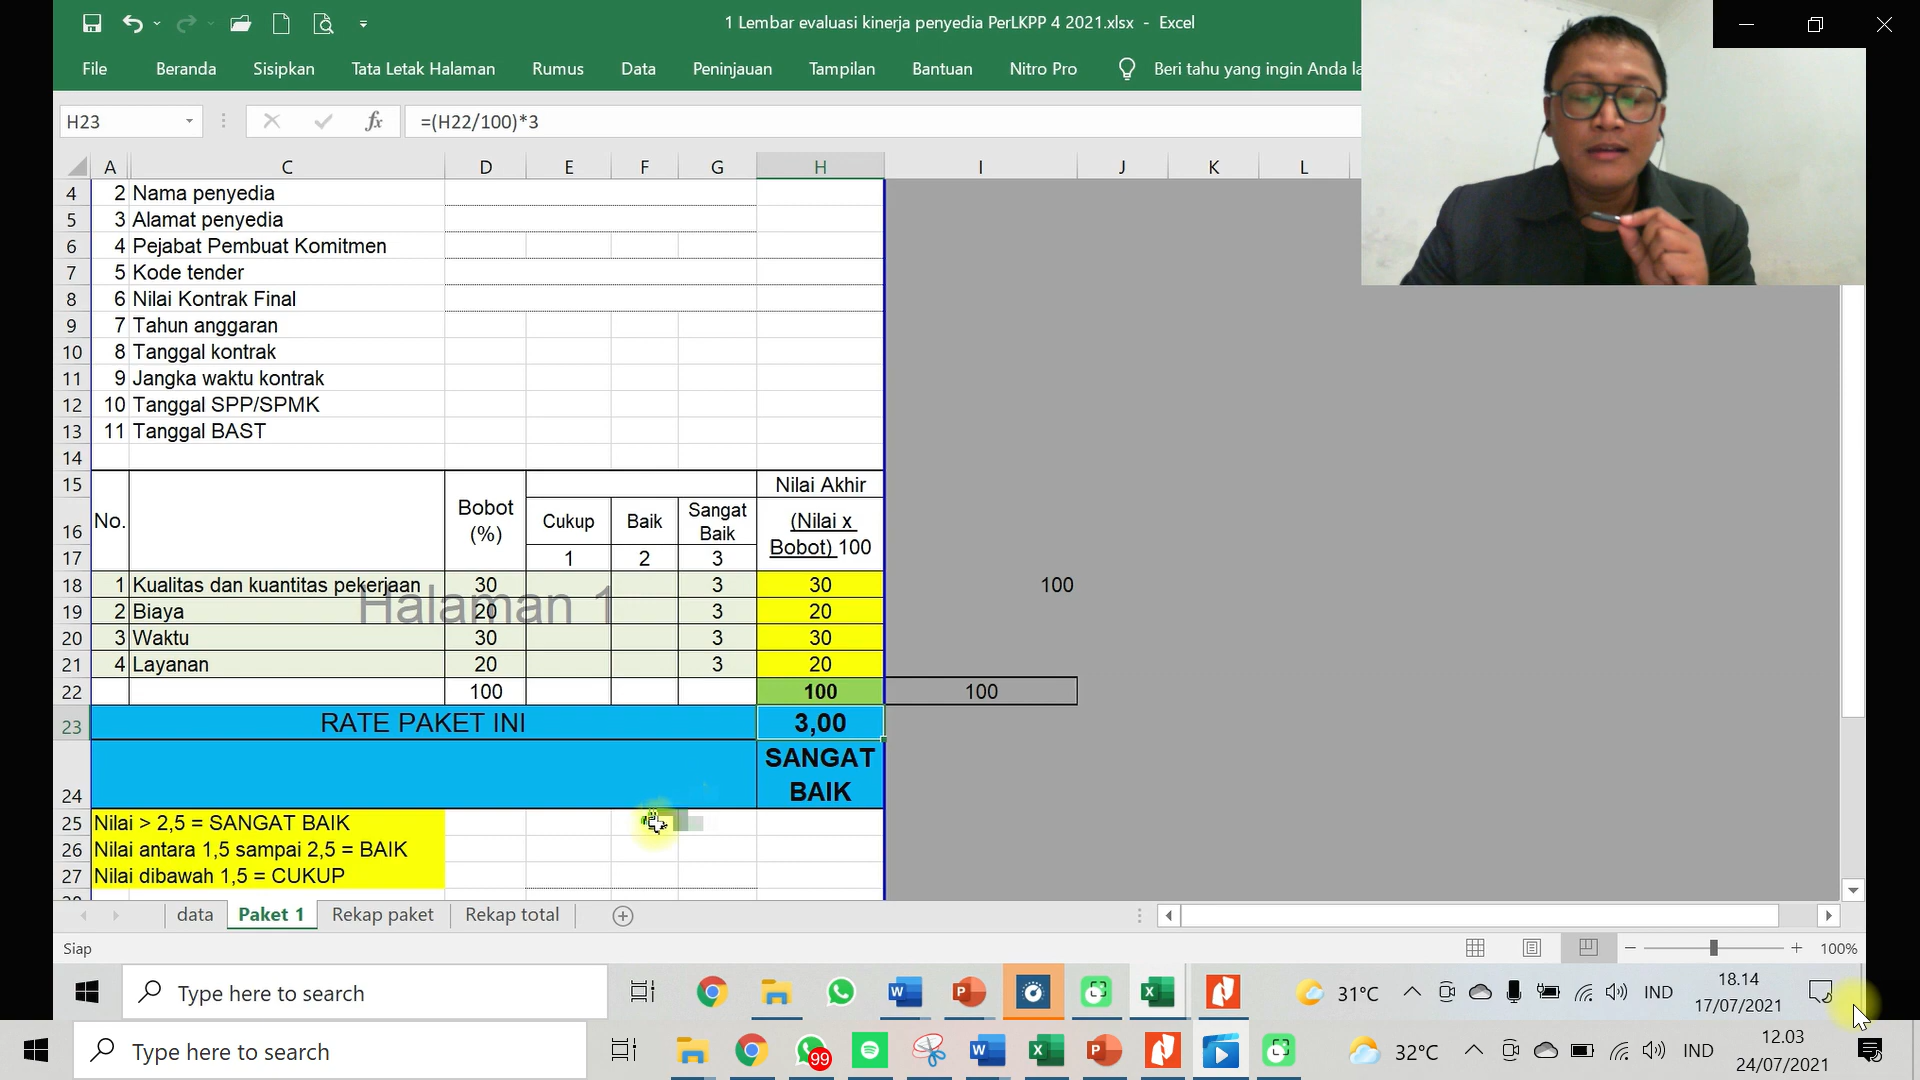 1 Lembar evaluasi kinerja penyedia PerLKPP 4 2021.xlsx - Excel
File Beranda Sisipkan Tata Letak Halaman Rumus Data Peninjauan Tampilan Bantuan Nitro Pro Beri tahu yang ingin Anda la
H23 fx =(H22/100)*3
A C D E F G H I J K L
4 2 Nama penyedia
5 3 Alamat penyedia
6 4 Pejabat Pembuat Komitmen
7 5 Kode tender
8 6 Nilai Kontrak Final
9 7 Tahun anggaran
10 8 Tanggal kontrak
11 9 Jangka waktu kontrak
12 10 Tanggal SPP/SPMK
13 11 Tanggal BAST
14
15 Nilai Akhir
16 No. Bobot (%) Cukup Baik Sangat Baik (Nilai x Bobot) 100
17 1 2 3
18 1 Kualitas dan kuantitas pekerjaan 30 3 30 100
Halaman 1
19 2 Biaya 20 3 20
20 3 Waktu 30 3 30
21 4 Layanan 20 3 20
22 100 100 100
23 RATE PAKET INI 3,00
24 SANGAT BAIK
25 Nilai > 2,5 = SANGAT BAIK
26 Nilai antara 1,5 sampai 2,5 = BAIK
27 Nilai dibawah 1,5 = CUKUP
data Paket 1 Rekap paket Rekap total
Siap 100%
Type here to search 31°C IND 18.14
17/07/2021
Type here to search 99 32°C IND 12.03
24/07/2021